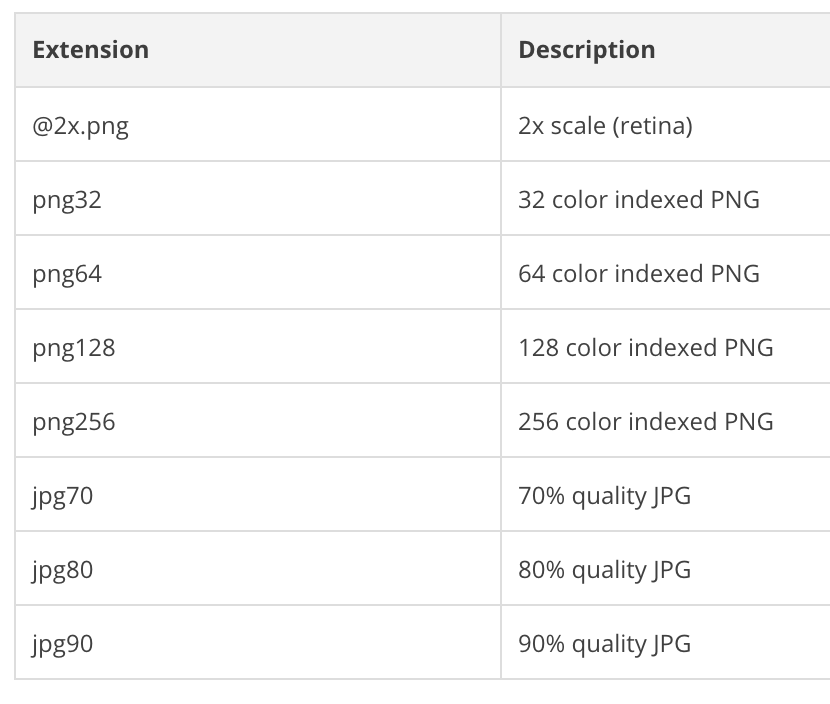 Extension Description
@2x.png 2x scale (retina)
png32 32 color indexed PNG
png64 64 color indexed PNG
png128 128 color indexed PNG
png256 256 color indexed PNG
jpg70 70% quality JPG
jpg80 80% quality JPG
jpg90 90% quality JPG